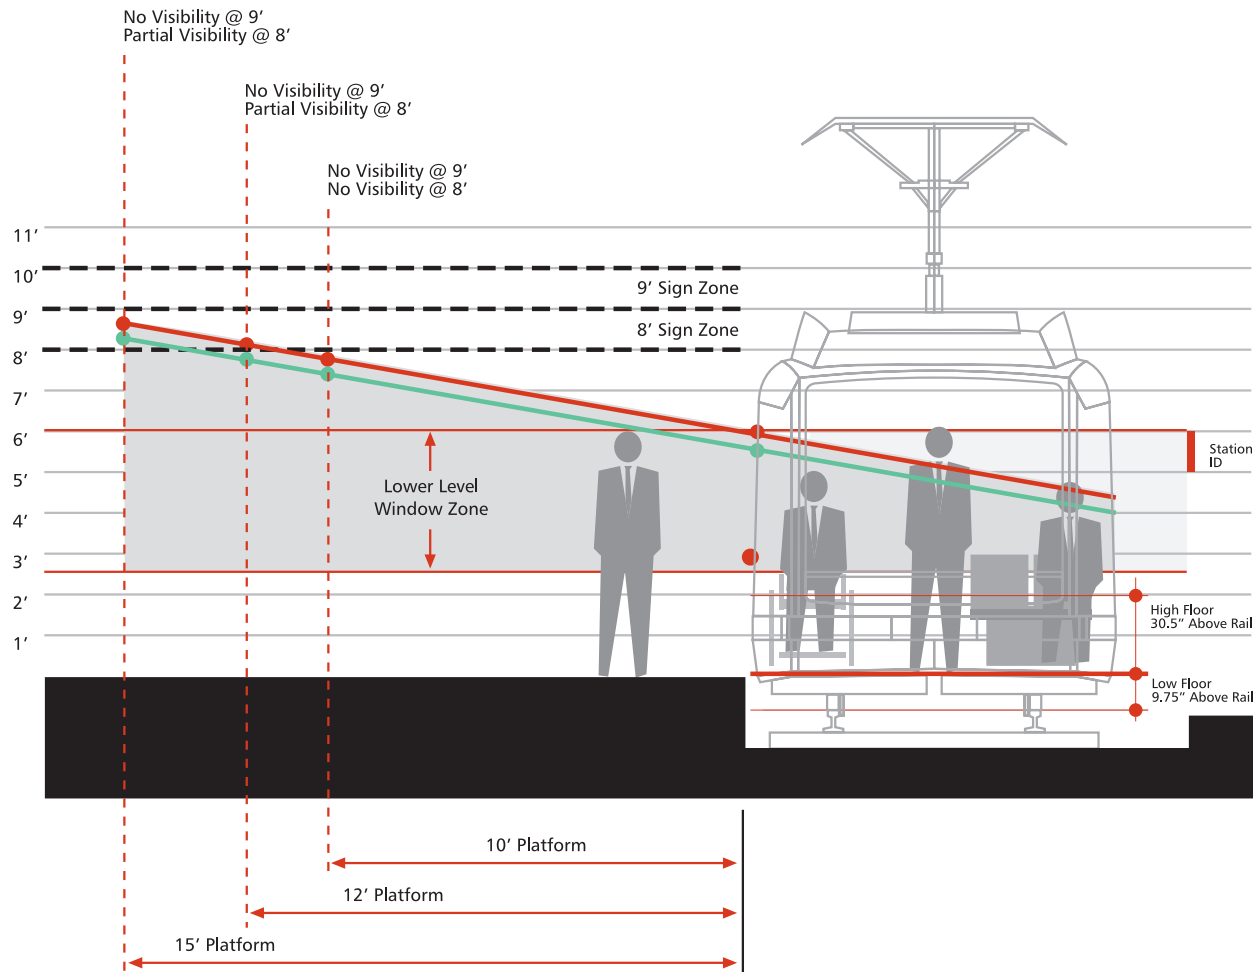 No Visibility @ 9’
Partial Visibility @ 8’
No Visibility @ 9’
Partial Visibility @ 8’
No Visibility @ 9’
No Visibility @ 8’
11’
10’
9’ Sign Zone
9’
8’ Sign Zone
8’
7’
6’
Station
ID
5’
Lower Level
Window Zone
4’
3’
2’
High Floor
30.5” Above Rail
1’
Low Floor
9.75” Above Rail
10’ Platform
12’ Platform
15’ Platform